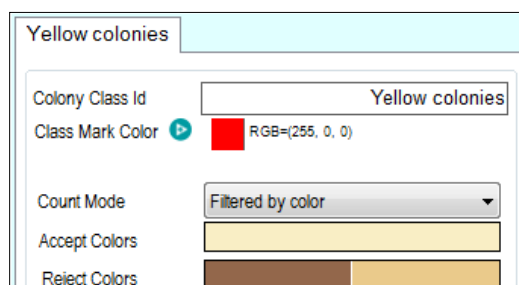 Yellow colonies
Colony Class Id Yellow colonies
Class Mark Color RGB=(255, 0, 0)
Count Mode Filtered by color
Accept Colors
Reject Colors